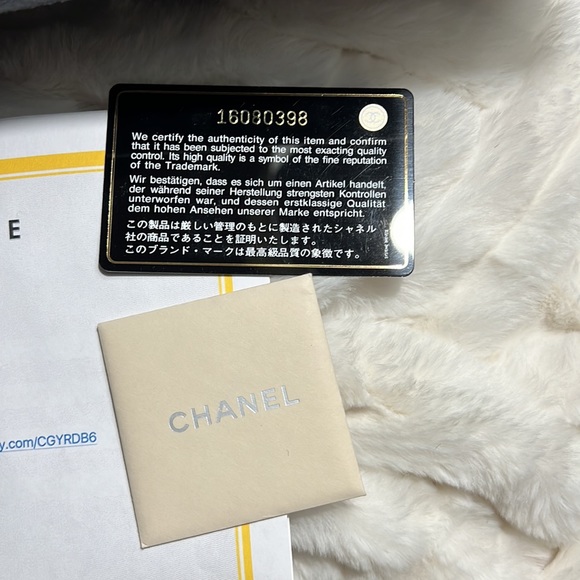 16080398
We certify the authenticity of this item and confirm
that it has been subjected to the most exacting quality
control. Its high quality is a symbol of the fine reputation
of the Trademark.
Wir bestätigen, dass es sich um einen Artikel handelt,
der während seiner Herstellung strengsten Kontrollen
unterworfen war, und dessen erstklassige Qualität
dem hohen Ansehen unserer Marke entspricht.
この製品は厳しい管理のもとに製造されたシャネル
社の商品であることを証明いたします。
このブランド・マークは最高級品質の象徴です。
E
CHANEL
y.com/CGYRDB6